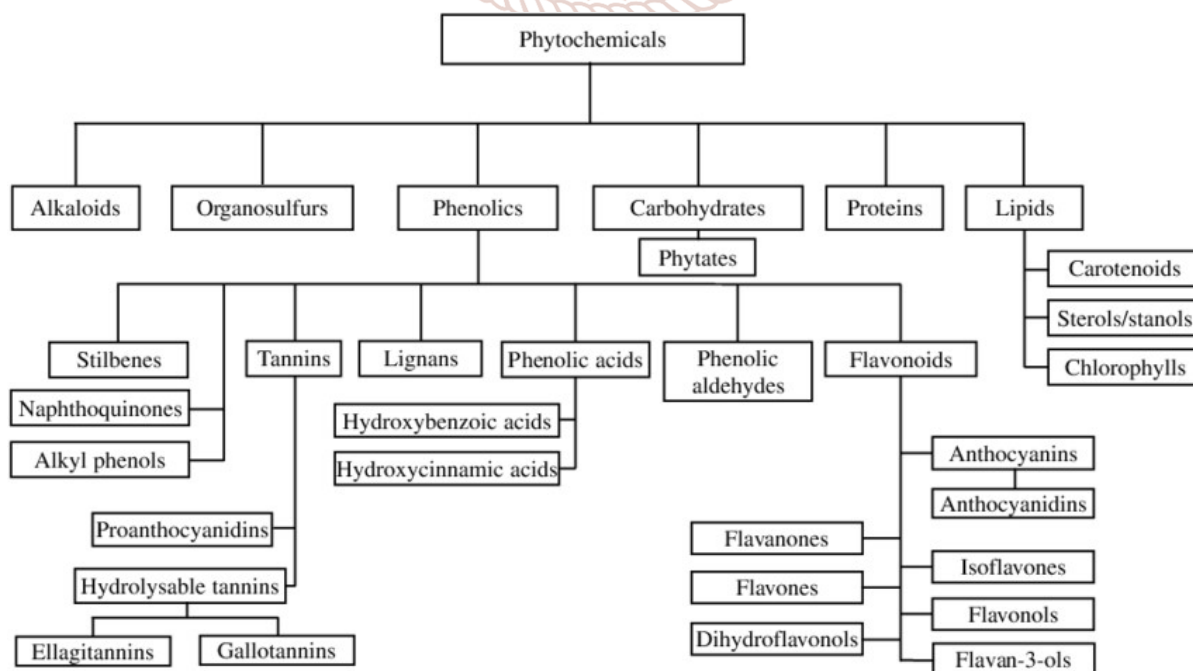 Phytochemicals
Alkaloids
Organosulfurs
Phenolics
Carbohydrates
Proteins
Lipids
Phytates
Carotenoids
Sterols/stanols
Chlorophylls
Stilbenes
Tannins
Lignans
Phenolic acids
Phenolic
aldehydes
Flavonoids
Naphthoquinones
Alkyl phenols
Hydroxybenzoic acids
Hydroxycinnamic acids
Anthocyanins
Anthocyanidins
Proanthocyanidins
Flavanones
Isoflavones
Hydrolysable tannins
Flavones
Flavonols
Dihydroflavonols
Flavan-3-ols
Ellagitannins
Gallotannins